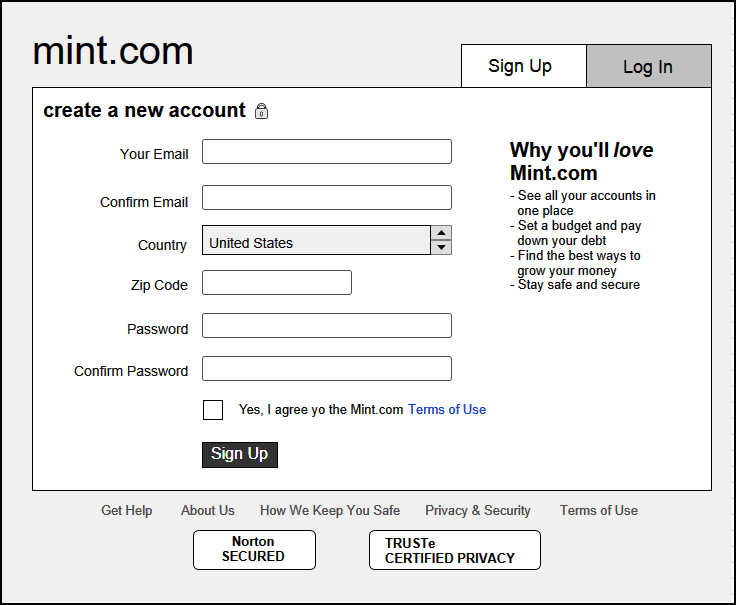 mint.com
Sign Up
Log In
create a new account
Your Email
Confirm Email
Country
United States
Zip Code
Password
Confirm Password
Yes, I agree yo the Mint.com Terms of Use
Sign Up
Why you'll love
Mint.com
- See all your accounts in
one place
- Set a budget and pay
down your debt
- Find the best ways to
grow your money
- Stay safe and secure
Get Help
About Us
How We Keep You Safe
Privacy & Security
Terms of Use
Norton
SECURED
TRUSTe
CERTIFIED PRIVACY